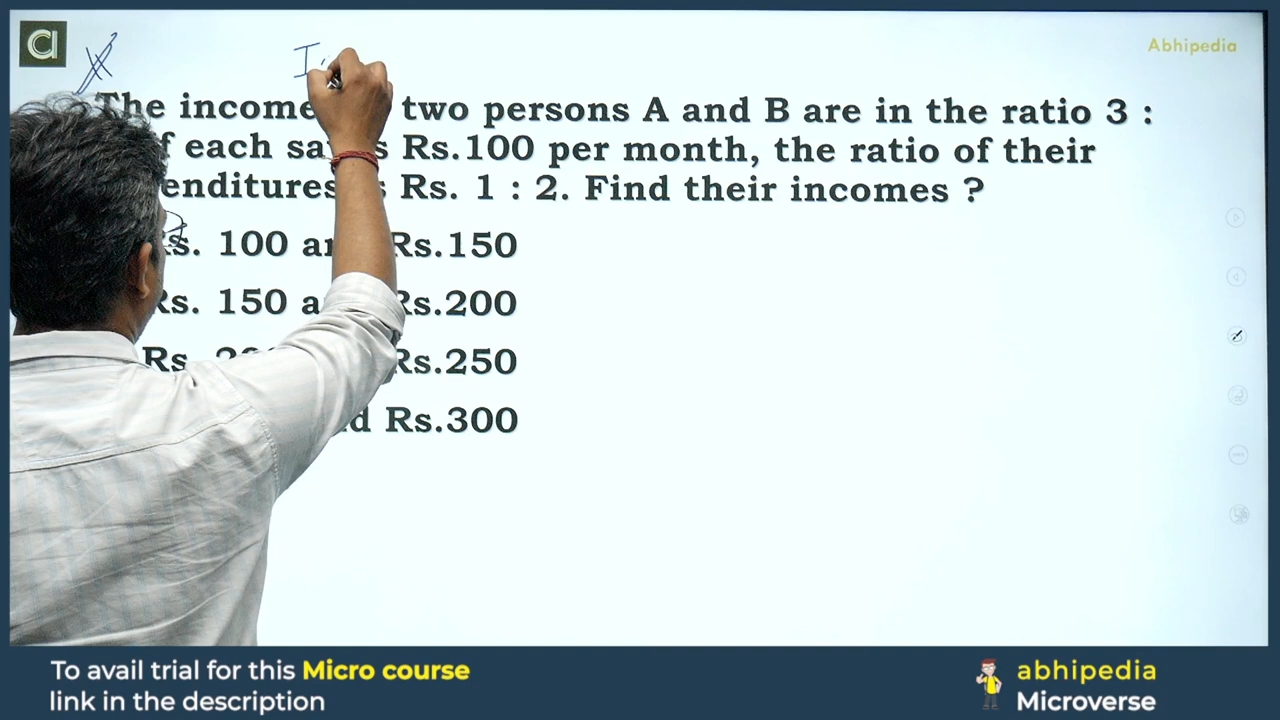 Abhipedia
I
The income two persons A and B are in the ratio 3 :
each Rs.100 per month, the ratio of their
Rs. 1 : 2. Find their incomes ?
Rs. 100 Rs.150
Rs. 150 Rs.200
Rs. Rs.250
Rs.300
To avail trial for this Micro course
link in the description
abhipedia
Microverse